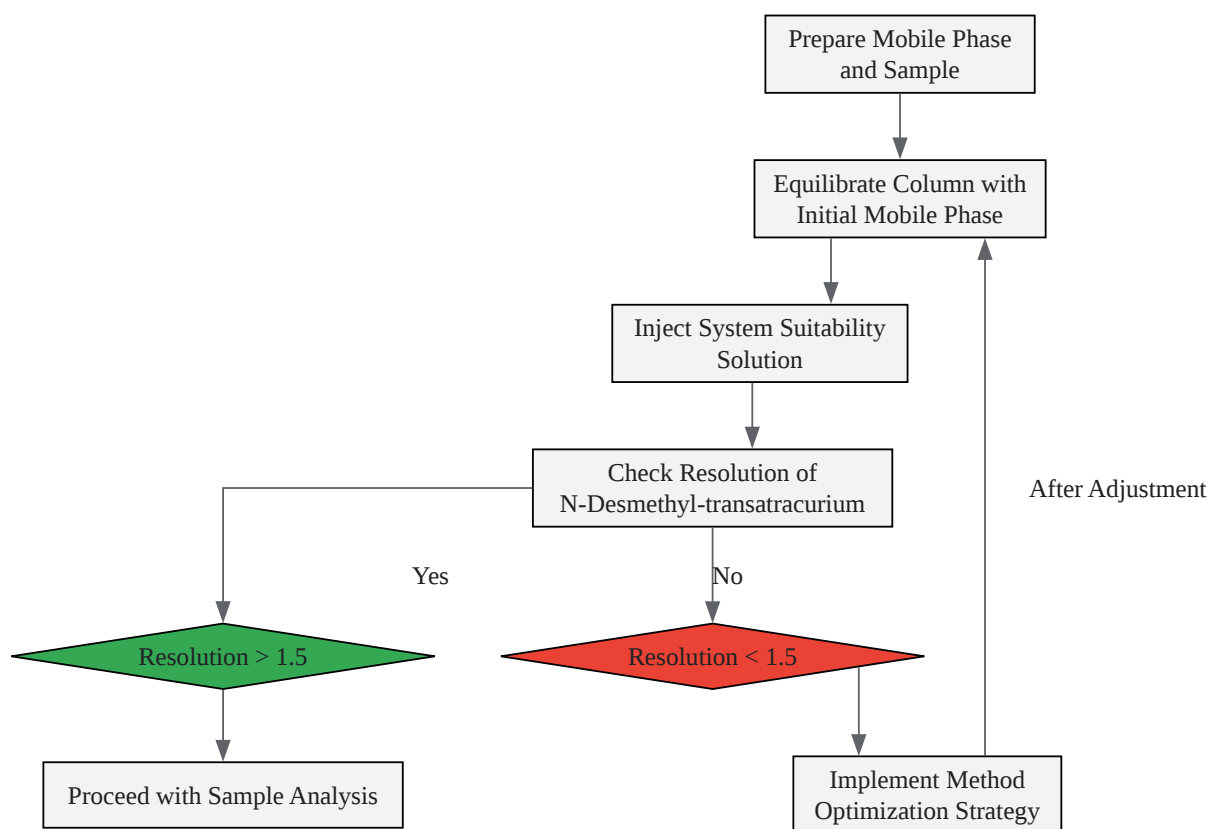 Prepare Mobile Phase
and Sample
Equilibrate Column with
Initial Mobile Phase
Inject System Suitability
Solution
Check Resolution of
N-Desmethyl-transatracurium
After Adjustment
Yes
No
Resolution > 1.5
Resolution < 1.5
Proceed with Sample Analysis
Implement Method
Optimization Strategy